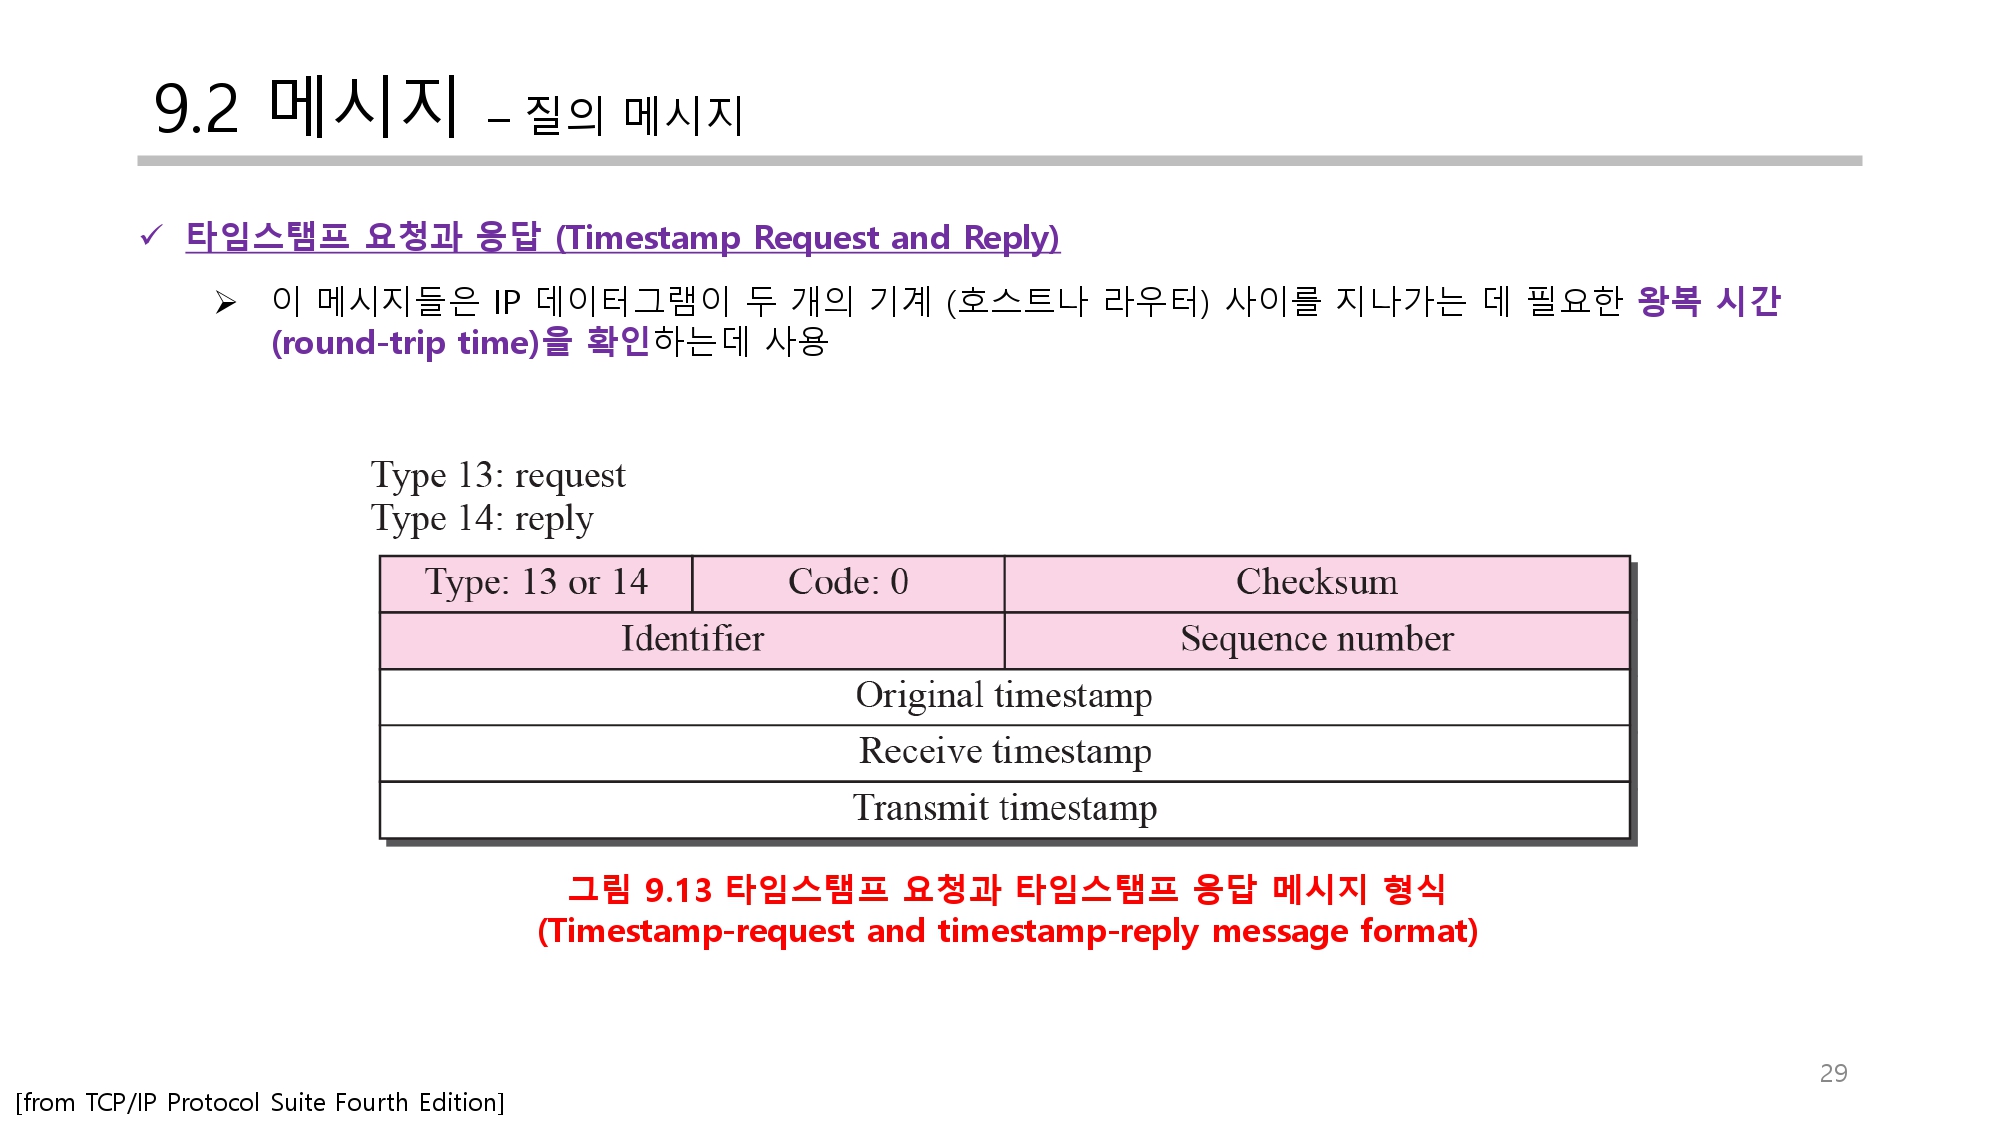 9.2 메시지 – 질의 메시지
✓ 타임스탬프 요청과 응답 (Timestamp Request and Reply)
➢ 이 메시지들은 IP 데이터그램이 두 개의 기계 (호스트나 라우터) 사이를 지나가는 데 필요한 왕복 시간
(round-trip time)을 확인하는데 사용
Type 13: request
Type 14: reply
Type: 13 or 14 Code: 0 Checksum
Identifier Sequence number
Original timestamp
Receive timestamp
Transmit timestamp
그림 9.13 타임스탬프 요청과 타임스탬프 응답 메시지 형식
(Timestamp-request and timestamp-reply message format)
29
[from TCP/IP Protocol Suite Fourth Edition]